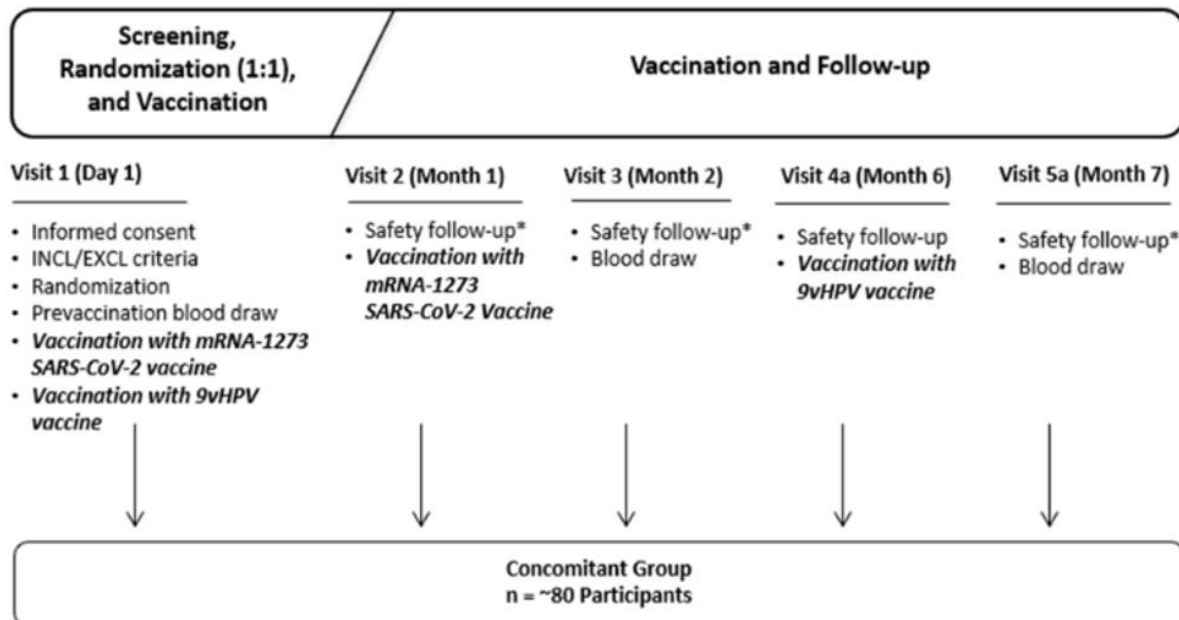 Screening,
Randomization (1:1),
and Vaccination
Vaccination and Follow-up
Visit 1 (Day 1)
• Informed consent
• INCL/EXCL criteria
• Randomization
• Prevaccination blood draw
• Vaccination with mRNA-1273
SARS-CoV-2 vaccine
• Vaccination with 9vHPV
vaccine
Visit 2 (Month 1)
• Safety follow-up*
• Vaccination with
mRNA-1273
SARS-CoV-2 Vaccine
Visit 3 (Month 2)
• Safety follow-up*
• Blood draw
Visit 4a (Month 6)
• Safety follow-up
• Vaccination with
9vHPV vaccine
Visit 5a (Month 7)
• Safety follow-up*
• Blood draw
Concomitant Group
n = ~80 Participants